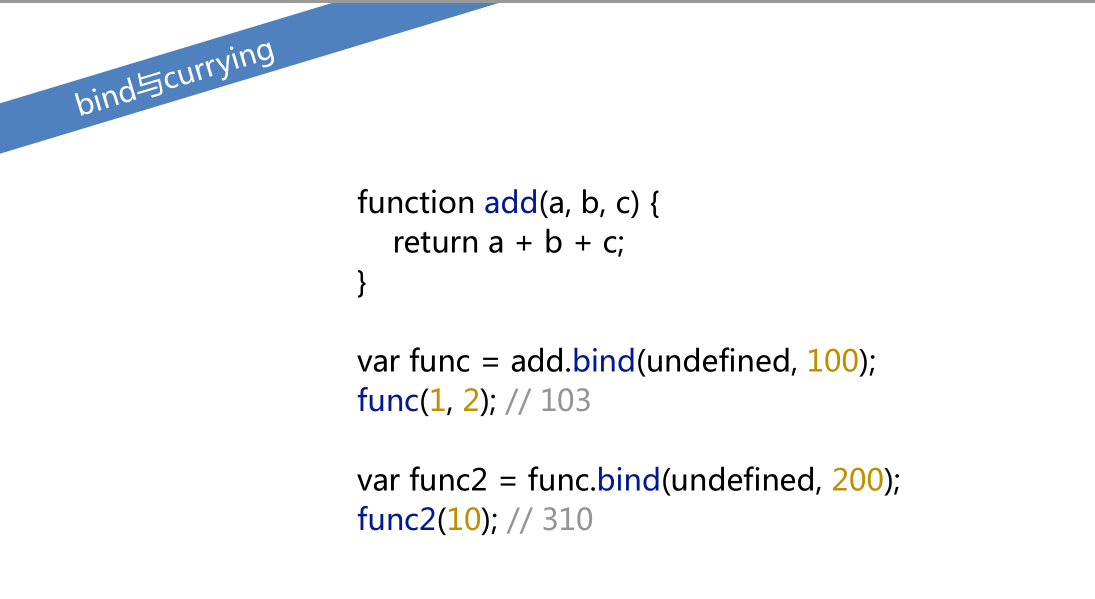 bind与currying
function add(a, b, c) {
return a + b + c;
}
var func = add.bind(undefined, 100);
func(1, 2); // 103
var func2 = func.bind(undefined, 200);
func2(10); // 310